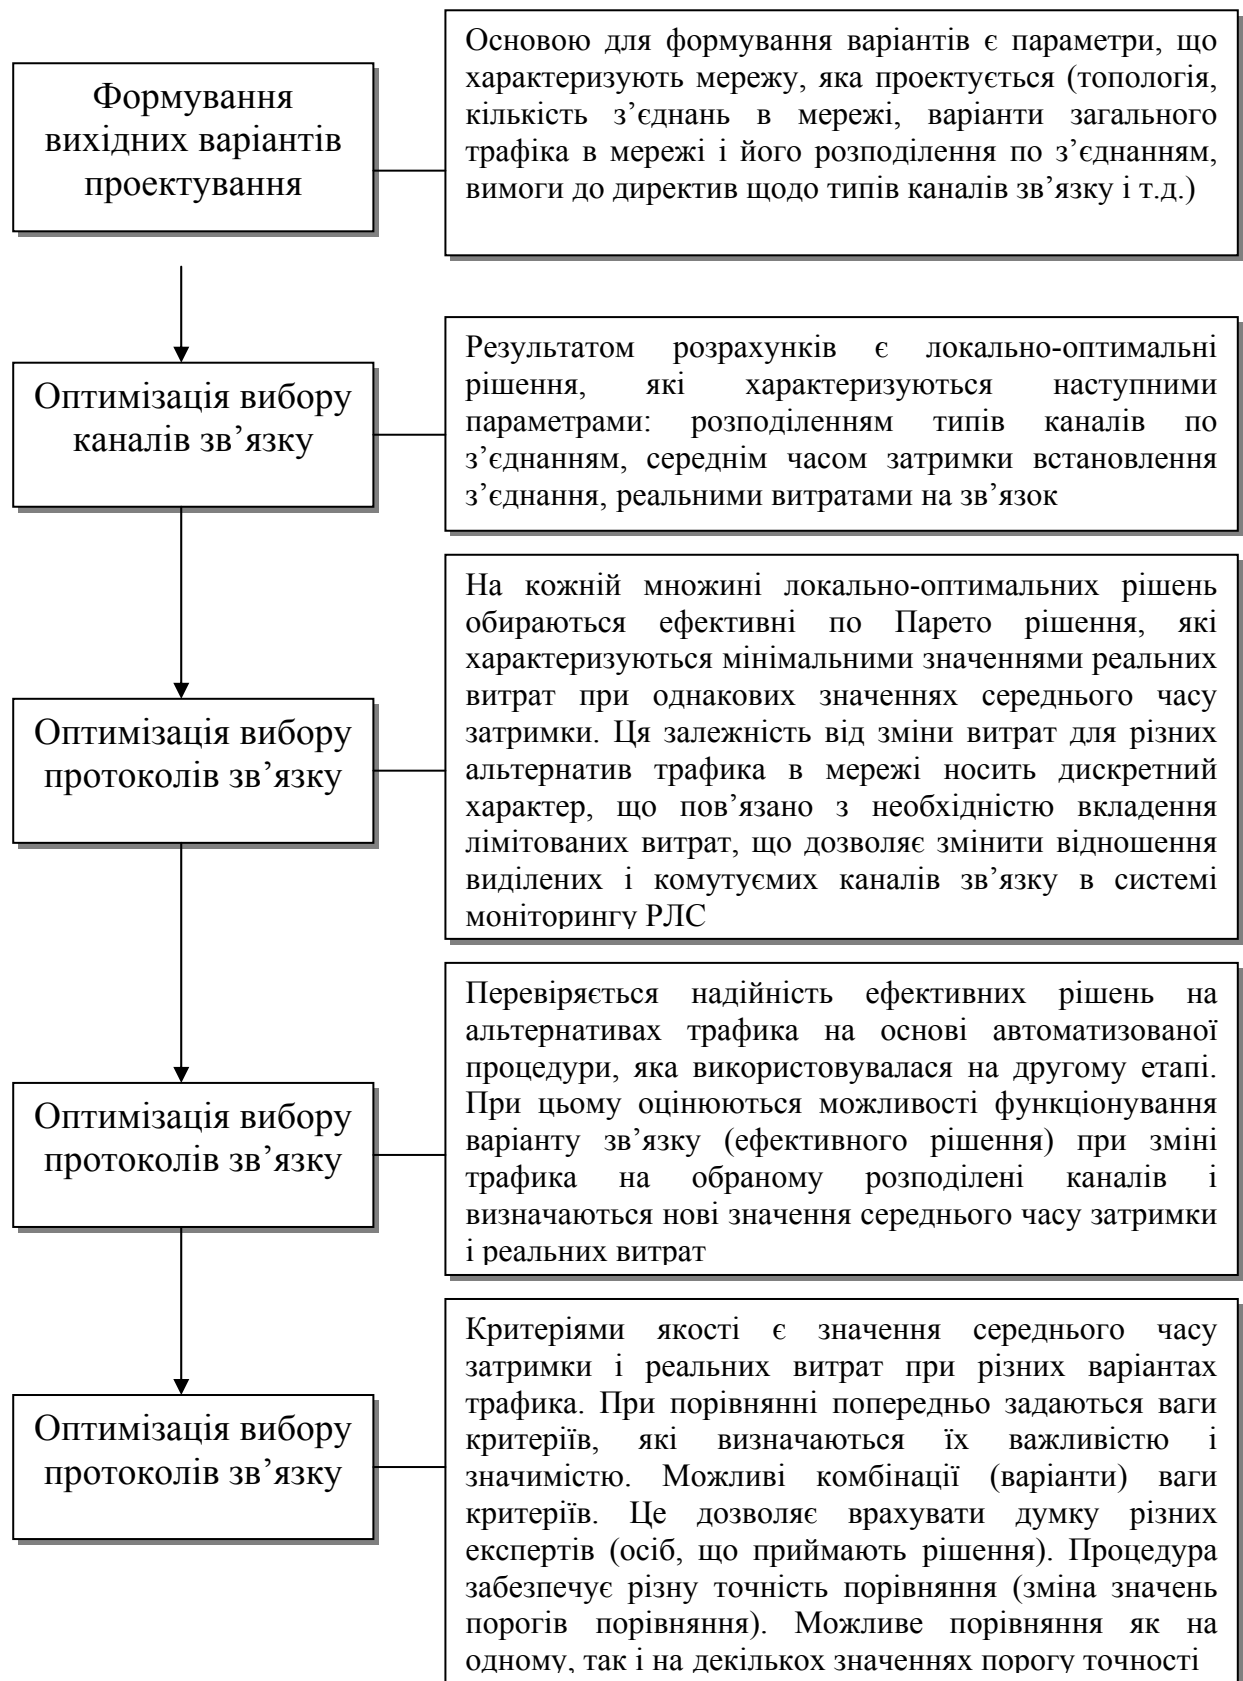 Формування
вихідних варіантів
проектування
Основою для формування варіантів є параметри, що
характеризують мережу, яка проектується (топологія,
кількість з’єднань в мережі, варіанти загального
трафіка в мережі і його розподілення по з’єднанням,
вимоги до директив щодо типів каналів зв’язку і т.д.)
Оптимізація вибору
каналів зв’язку
Результатом розрахунків є локально-оптимальні
рішення, які характеризуються наступними
параметрами: розподіленням типів каналів по
з’єднанням, середнім часом затримки встановлення
з’єднання, реальними витратами на зв’язок
Оптимізація вибору
протоколів зв’язку
На кожній множині локально-оптимальних рішень
обираються ефективні по Парето рішення, які
характеризуються мінімальними значеннями реальних
витрат при однакових значеннях середнього часу
затримки. Ця залежність від зміни витрат для різних
альтернатив трафика в мережі носить дискретний
характер, що пов’язано з необхідністю вкладення
лімітованих витрат, що дозволяє змінити відношення
виділених і комутуємих каналів зв’язку в системі
моніторингу РЛС
Оптимізація вибору
протоколів зв’язку
Перевіряється надійність ефективних рішень на
альтернативах трафика на основі автоматизованої
процедури, яка використовувалася на другому етапі.
При цьому оцінюються можливості функціонування
варіанту зв’язку (ефективного рішення) при зміні
трафика на обраному розподілені каналів і
визначаються нові значення середнього часу затримки
і реальних витрат
Оптимізація вибору
протоколів зв’язку
Критеріями якості є значення середнього часу
затримки і реальних витрат при різних варіантах
трафика. При порівнянні попередньо задаються ваги
критеріїв, які визначаються їх важливістю і
значимістю. Можливі комбінації (варіанти) ваги
критеріїв. Це дозволяє врахувати думку різних
експертів (осіб, що приймають рішення). Процедура
забезпечує різну точність порівняння (зміна значень
порогів порівняння). Можливе порівняння як на
одному, так і на декількох значеннях порогу точності